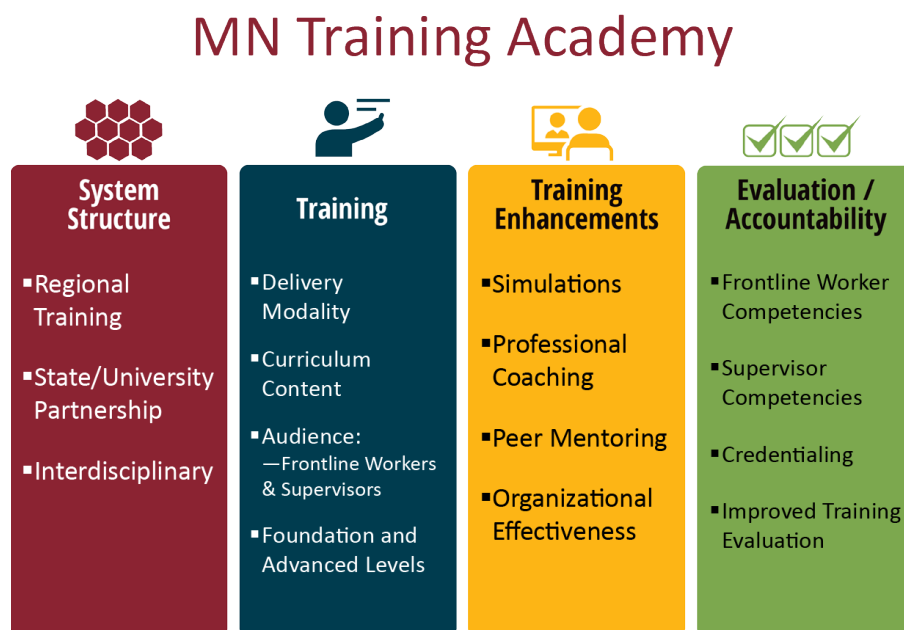 MN Training Academy
System
Structure
▪Regional
Training
▪State/University
Partnership
▪Interdisciplinary
Training
▪Delivery
Modality
▪Curriculum
Content
▪Audience:
—Frontline Workers
& Supervisors
▪Foundation and
Advanced Levels
Training
Enhancements
▪Simulations
▪Professional
Coaching
▪Peer Mentoring
▪Organizational
Effectiveness
Evaluation /
Accountability
▪Frontline Worker
Competencies
▪Supervisor
Competencies
▪Credentialing
▪Improved Training
Evaluation